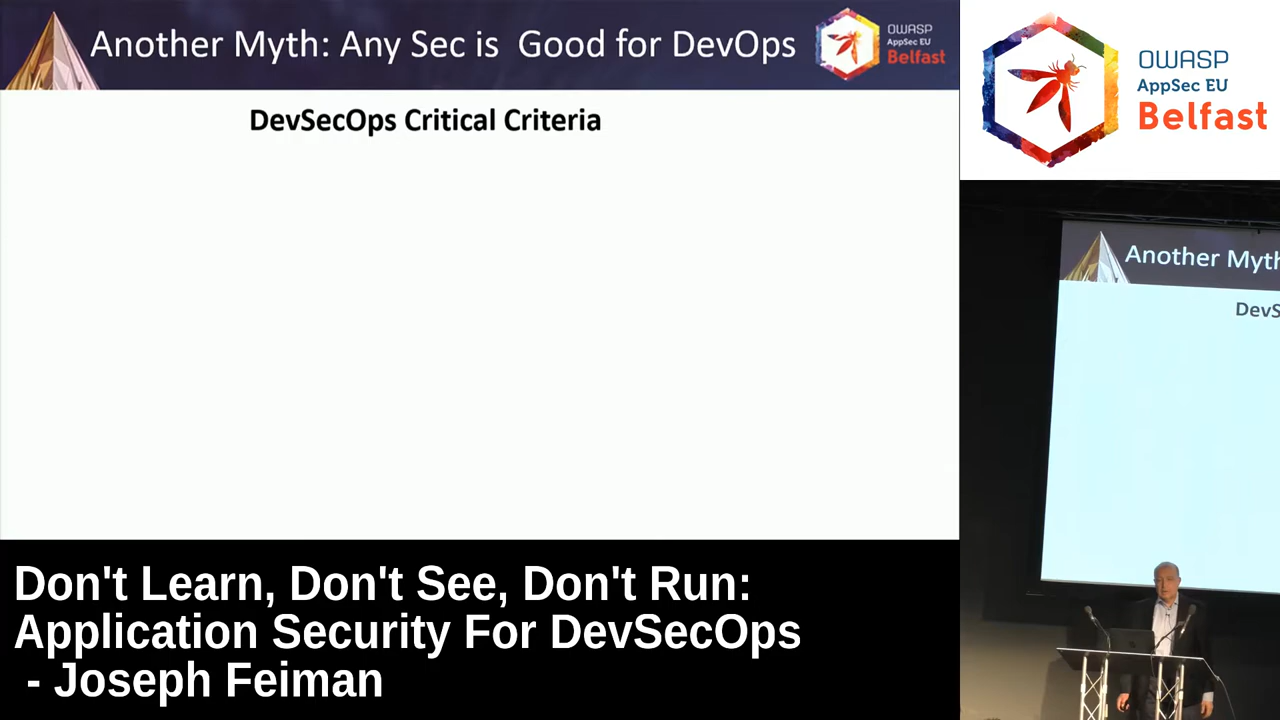 Another Myth: Any Sec is  Good for DevOps
OWASP
AppSec EU
Belfast
DevSecOps Critical Criteria
OWASP
AppSec EU
Belfast
Another Myth
DevS
Don't Learn, Don't See, Don't Run:
Application Security For DevSecOps
- Joseph Feiman